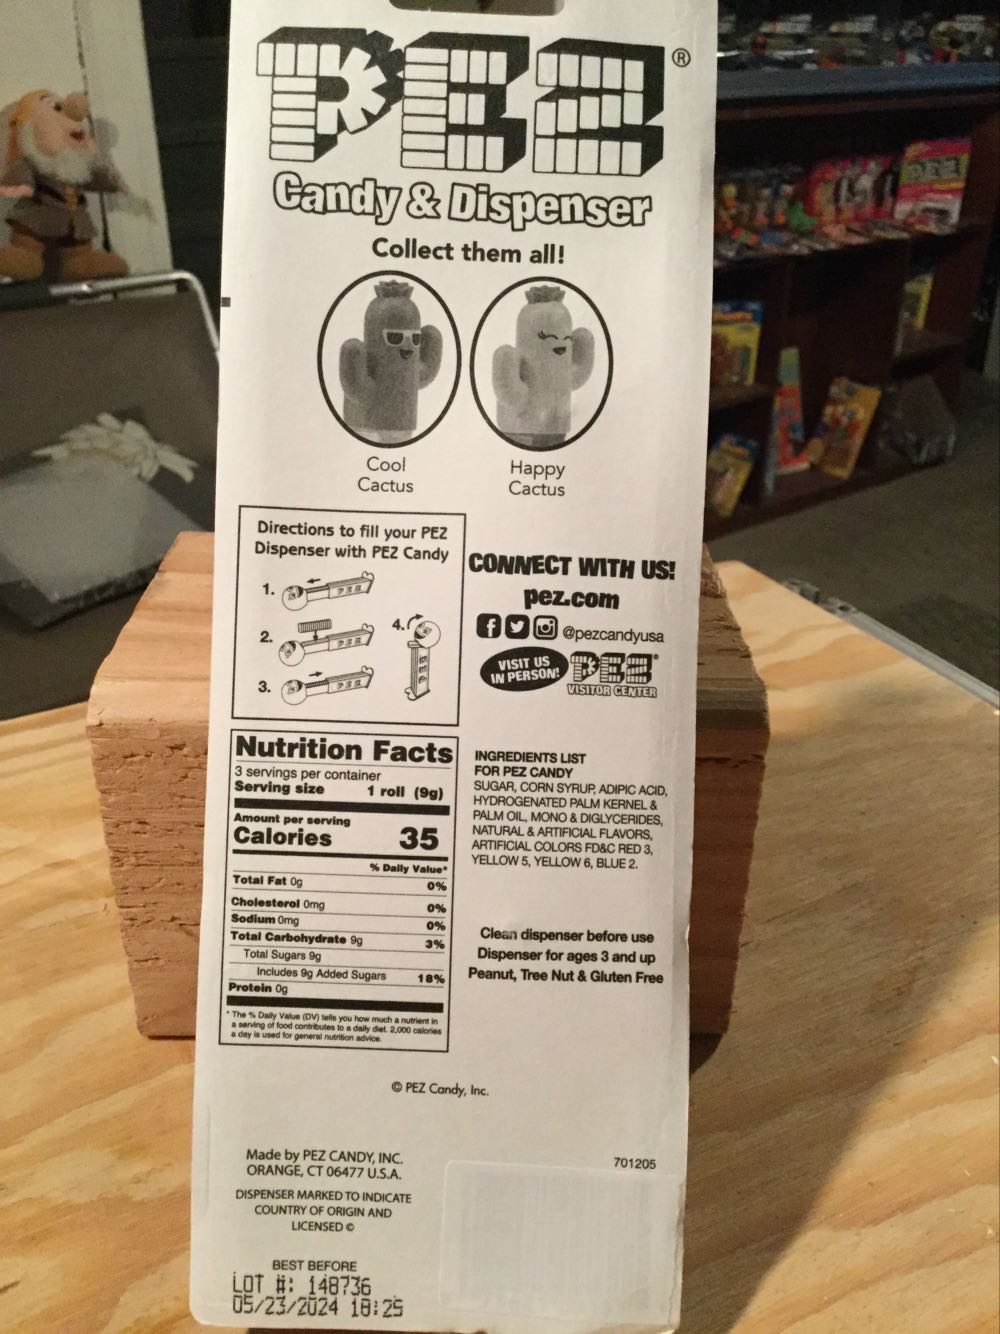 PEZ®
Candy & Dispenser
Collect them all!
Cool
Cactus
Happy
Cactus
Directions to fill your PEZ
Dispenser with PEZ Candy
1.
PEZ
2.
PEZ
3.
PEZ
4.
PEZ
CONNECT WITH US!
pez.com
@pezcandyusa
VISIT US
IN PERSON!
PEZ
VISITOR CENTER
Nutrition Facts
3 servings per container
Serving size 1 roll (9g)
Amount per serving
Calories 35
% Daily Value*
Total Fat 0g 0%
Cholesterol 0mg 0%
Sodium 0mg 0%
Total Carbohydrate 9g 3%
Total Sugars 9g
Includes 9g Added Sugars 18%
Protein 0g
* The % Daily Value (DV) tells you how much a nutrient in
a serving of food contributes to a daily diet. 2,000 calories
a day is used for general nutrition advice.
INGREDIENTS LIST
FOR PEZ CANDY
SUGAR, CORN SYRUP, ADIPIC ACID,
HYDROGENATED PALM KERNEL &
PALM OIL, MONO & DIGLYCERIDES,
NATURAL & ARTIFICIAL FLAVORS,
ARTIFICIAL COLORS FD&C RED 3,
YELLOW 5, YELLOW 6, BLUE 2.
Clean dispenser before use
Dispenser for ages 3 and up
Peanut, Tree Nut & Gluten Free
© PEZ Candy, Inc.
Made by PEZ CANDY, INC.
ORANGE, CT 06477 U.S.A.
701205
DISPENSER MARKED TO INDICATE
COUNTRY OF ORIGIN AND
LICENSED ©
BEST BEFORE
LOT #: 148736
05/23/2024 18:25